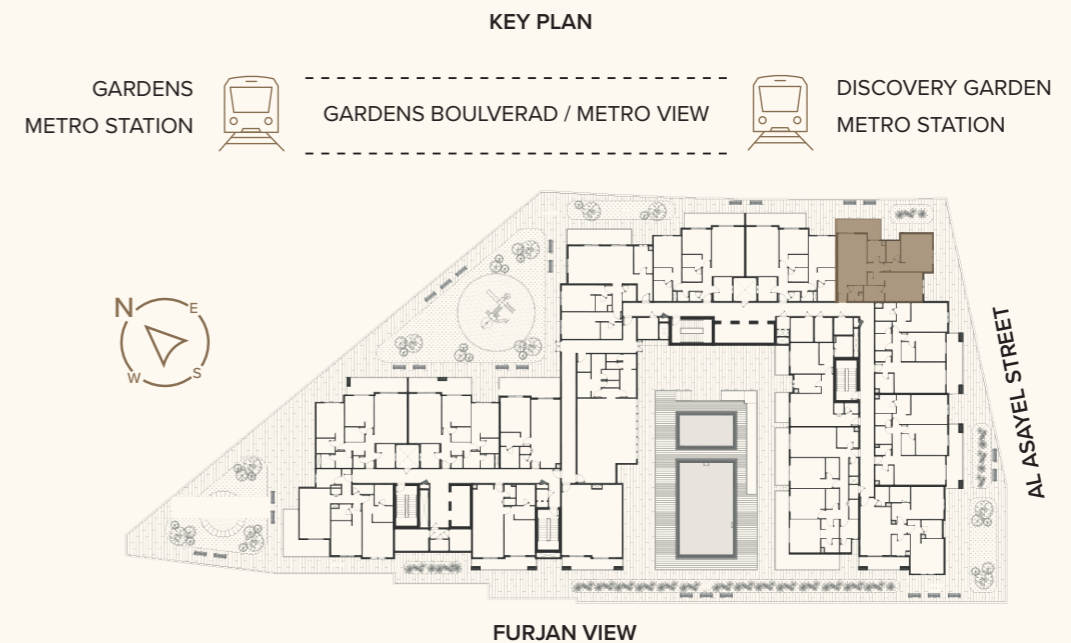 KEY PLAN
GARDENS
METRO STATION
GARDENS BOULVERAD / METRO VIEW
DISCOVERY GARDEN
METRO STATION
N
E
W
S
AL ASAYEL STREET
FURJAN VIEW